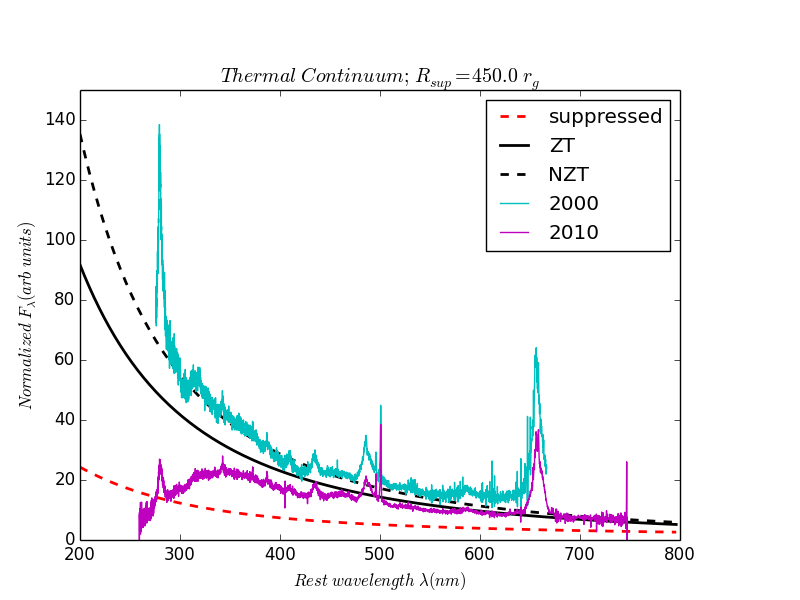 Thermal Continuum; R_sup=450.0 r_g
140
120
100
80
60
40
20
0
Normalized F_λ(arb units)
suppressed
ZT
NZT
2000
2010
200 300 400 500 600 700 800
Rest wavelength λ(nm)